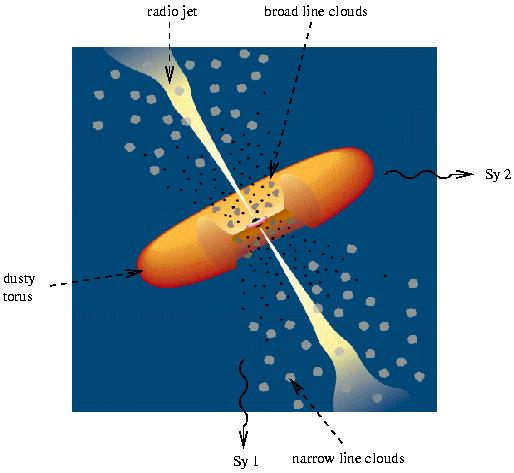 radio jet
broad line clouds
Sy 2
dusty
torus
Sy 1
narrow line clouds